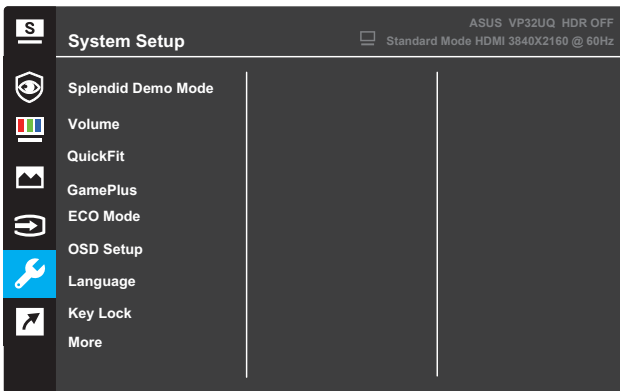 S
System Setup
ASUS VP32UQ HDR OFF
Standard Mode HDMI 3840X2160 @ 60Hz
Splendid Demo Mode
Volume
QuickFit
GamePlus
ECO Mode
OSD Setup
Language
Key Lock
More